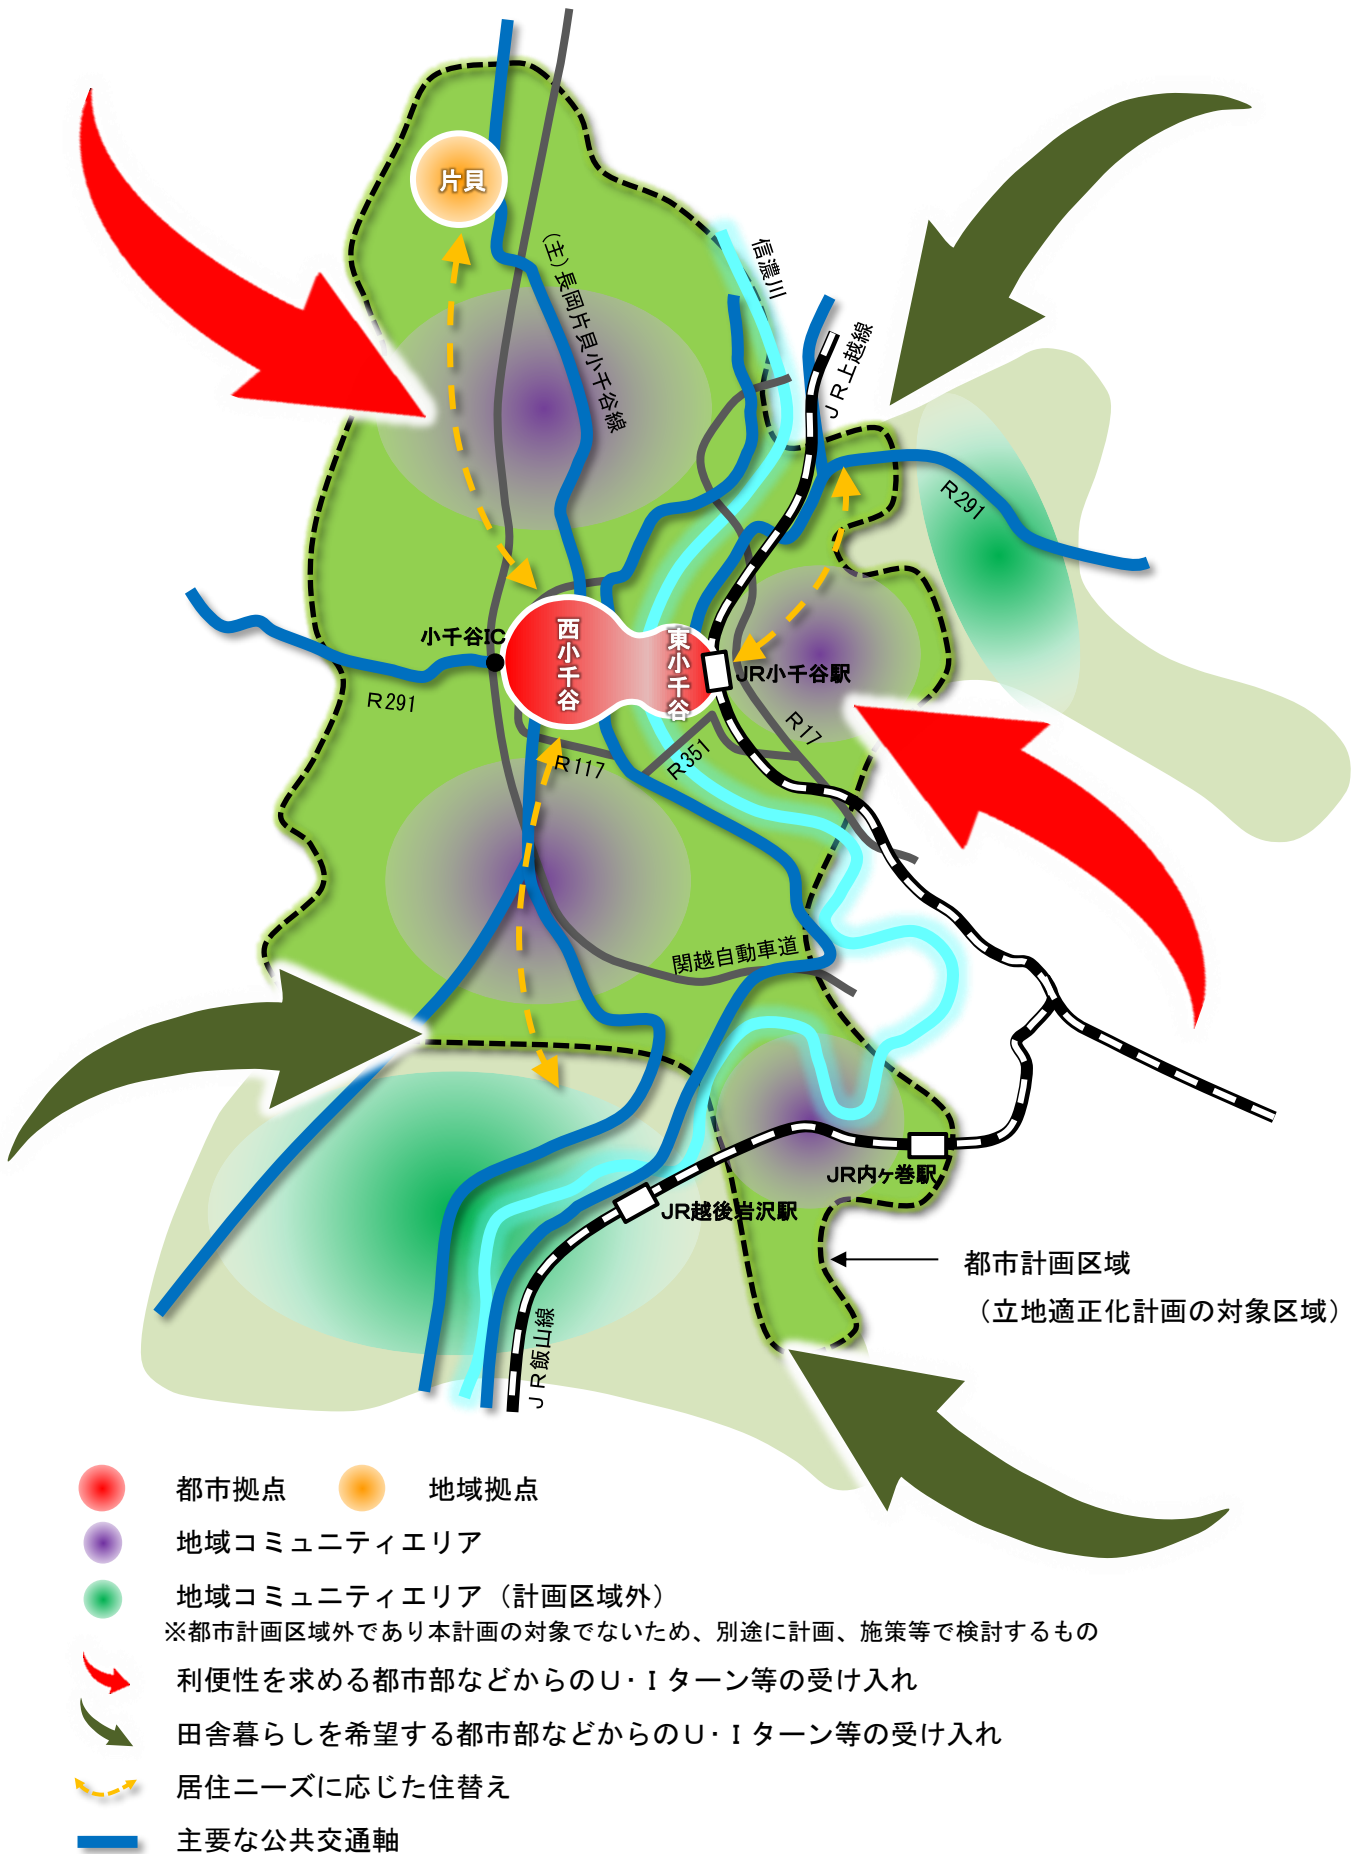 片貝
(主)長岡片貝小千谷線
信濃川
JR上越線
R291
小千谷IC
西小千谷
東小千谷
JR小千谷駅
R291
R17
R117
R351
関越自動車道
JR内ヶ巻駅
JR越後岩沢駅
都市計画区域
（立地適正化計画の対象区域）
JR飯山線
都市拠点
地域拠点
地域コミュニティエリア
地域コミュニティエリア（計画区域外）
※都市計画区域外であり本計画の対象でないため、別途に計画、施策等で検討するもの
利便性を求める都市部などからのU・Iターン等の受け入れ
田舎暮らしを希望する都市部などからのU・Iターン等の受け入れ
居住ニーズに応じた住替え
主要な公共交通軸